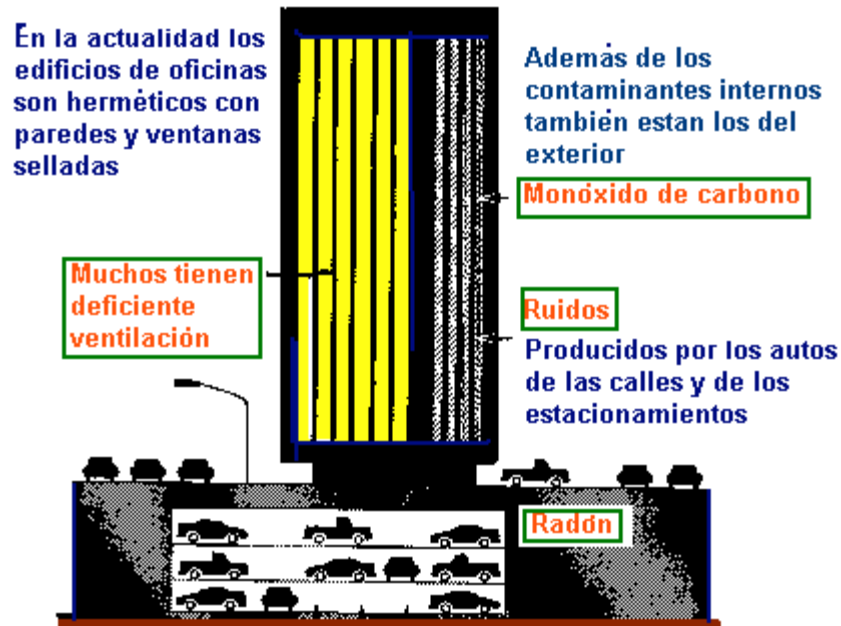 En la actualidad los
edificios de oficinas
son herméticos con
paredes y ventanas
selladas
Además de los
contaminantes internos
también estan los del
exterior
Monóxido de carbono
Muchos tienen
deficiente
ventilación
Ruidos
Producidos por los autos
de las calles y de los
estacionamientos
Radón